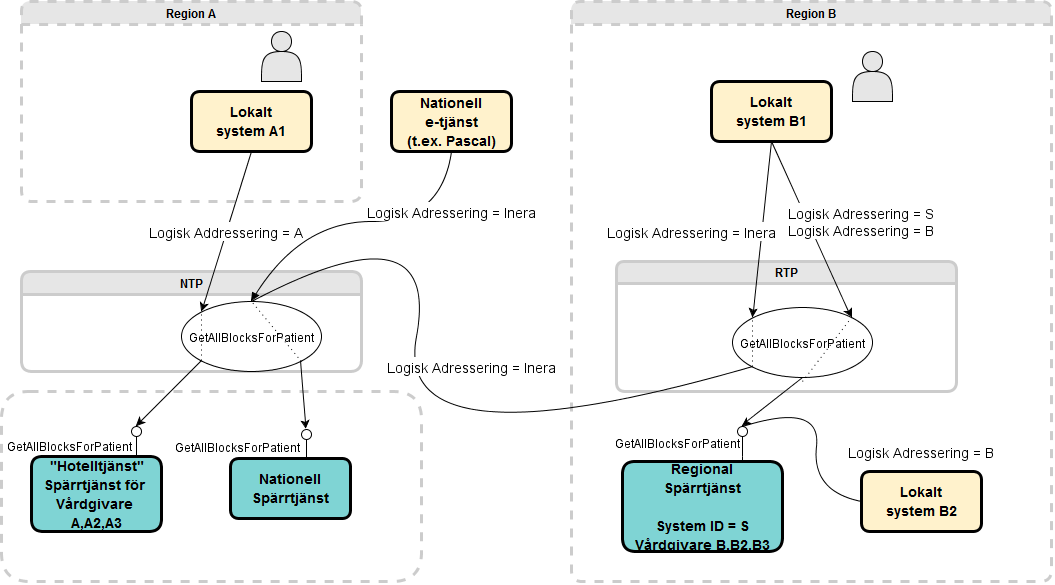 Region A
Region B
Lokalt
system A1
Nationell
e-tjänst
(t.ex. Pascal)
Lokalt
system B1
Logisk Addressering = A
Logisk Adressering = Inera
Logisk Adressering = Inera
Logisk Adressering = S
Logisk Adressering = B
NTP
GetAllBlocksForPatient
RTP
GetAllBlocksForPatient
Logisk Adressering = Inera
GetAllBlocksForPatient
"Hotelltjänst"
Spärrtjänst för
Vårdgivare
A,A2,A3
GetAllBlocksForPatient
Nationell
Spärrtjänst
GetAllBlocksForPatient
Regional
Spärrtjänst
System ID = S
Vårdgivare B,B2,B3
Logisk Adressering = B
Lokalt
system B2